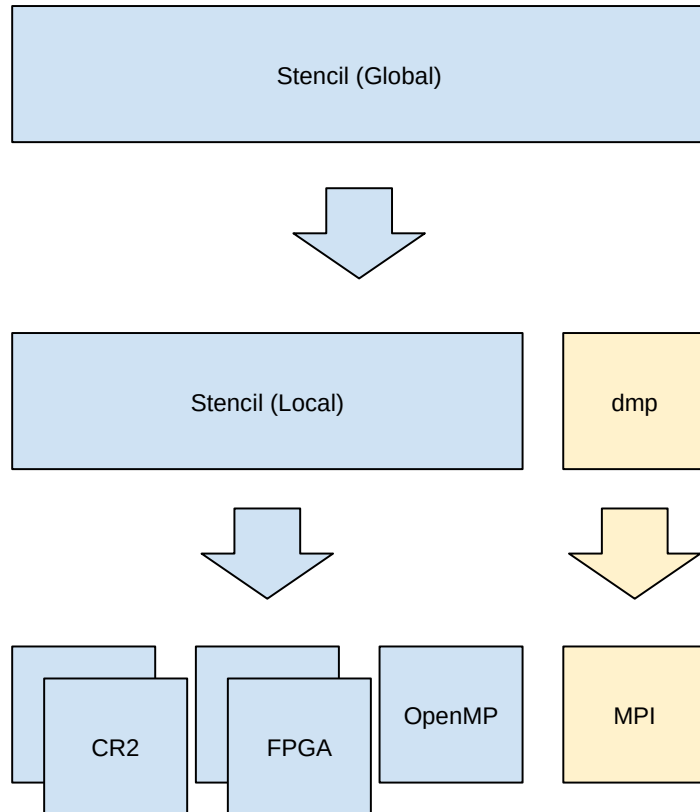 Stencil (Global)
Stencil (Local)
dmp
CR2
FPGA
OpenMP
MPI